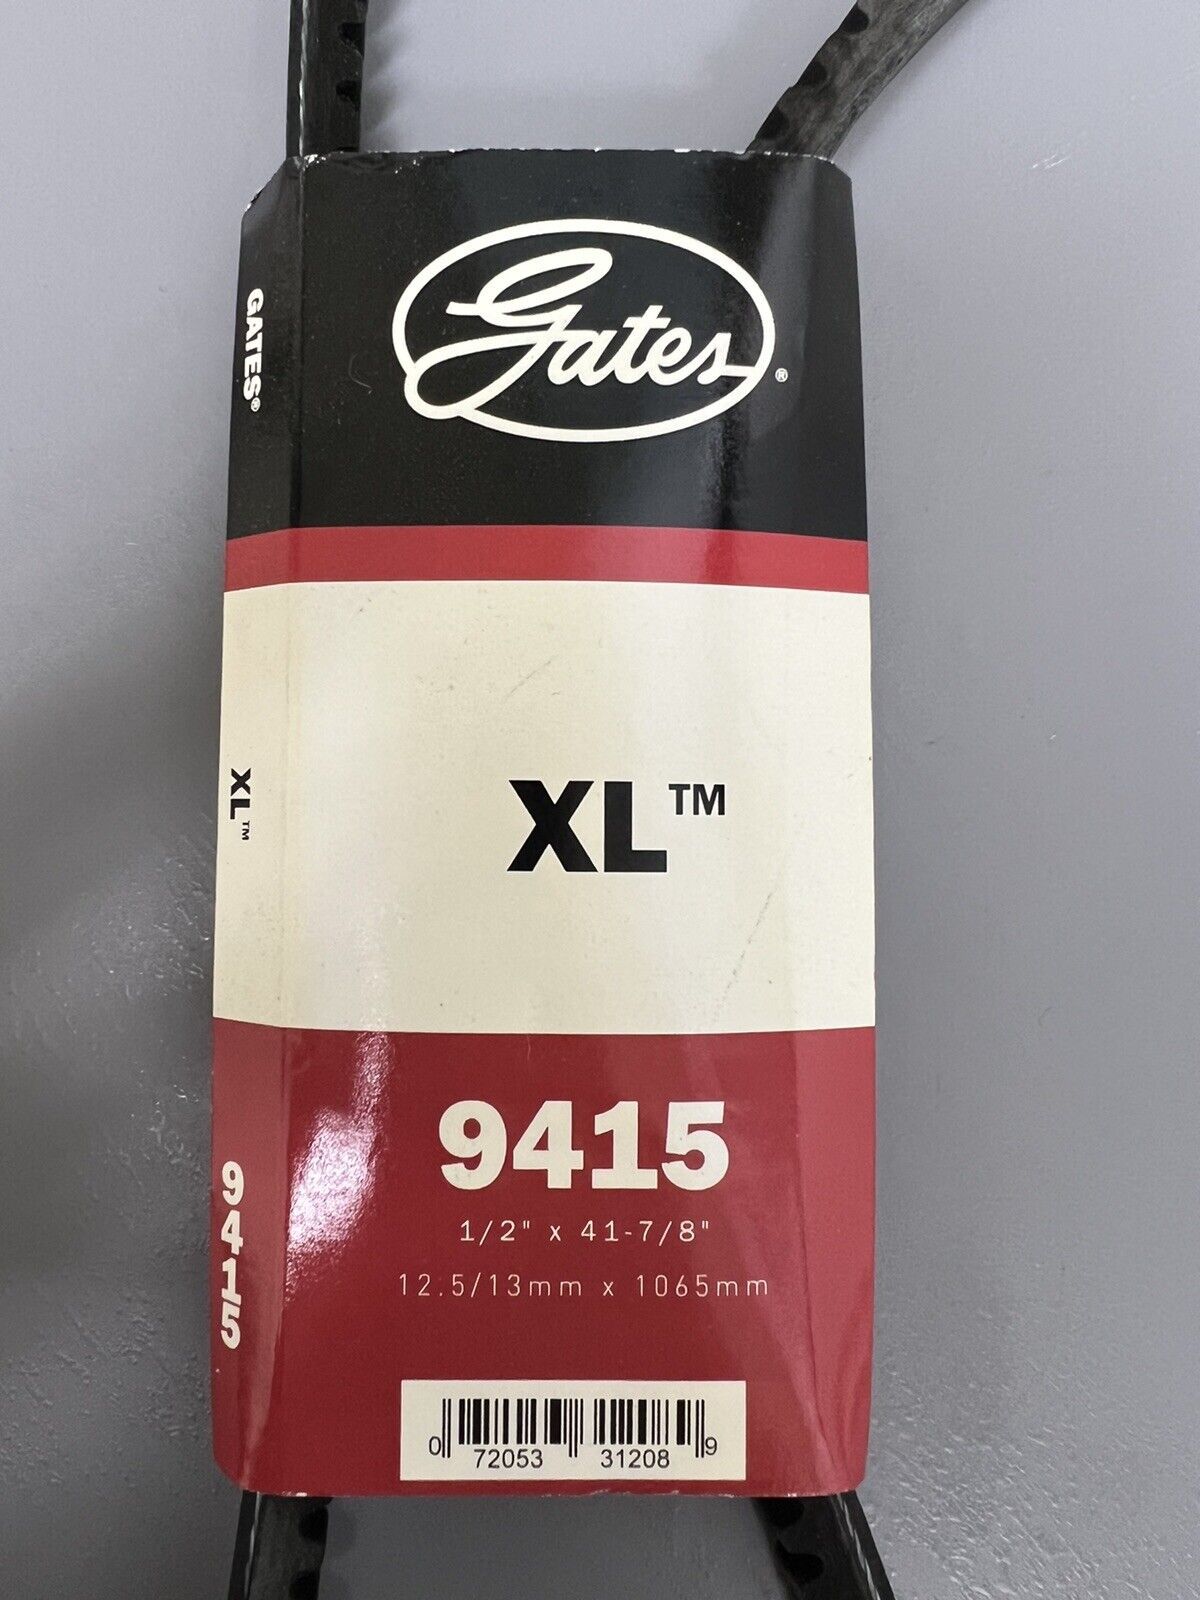 Gates®
GATES®
XL™
XL™
9415
9415
1/2" x 41-7/8"
12.5/13mm x 1065mm
0 72053 31208 9